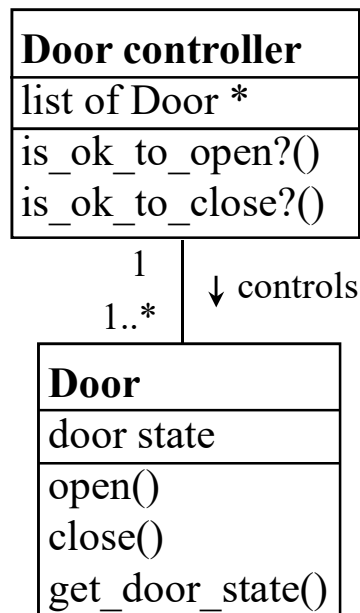 Door controller
list of Door *
is_ok_to_open?()
is_ok_to_close?()
1
↓ controls
1..*
Door
door state
open()
close()
get_door_state()